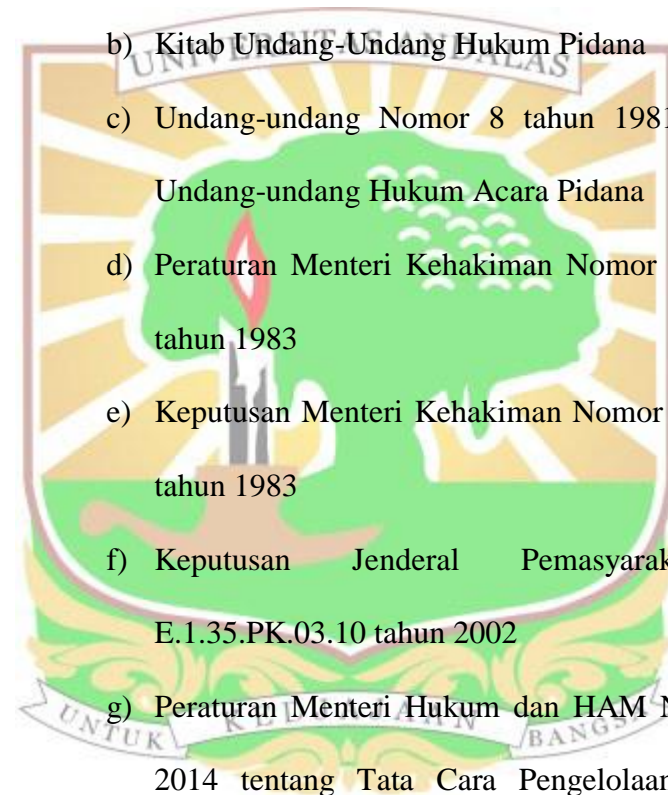 UNIVERSITAS ANDALAS
b) Kitab Undang-Undang Hukum Pidana
c) Undang-undang Nomor 8 tahun 1981
Undang-undang Hukum Acara Pidana
d) Peraturan Menteri Kehakiman Nomor
tahun 1983
e) Keputusan Menteri Kehakiman Nomor
tahun 1983
f) Keputusan Jenderal Pemasyarak
E.1.35.PK.03.10 tahun 2002
g) Peraturan Menteri Hukum dan HAM N
UNTUK KEDJAJAAN BANGSA
2014 tentang Tata Cara Pengelolaan